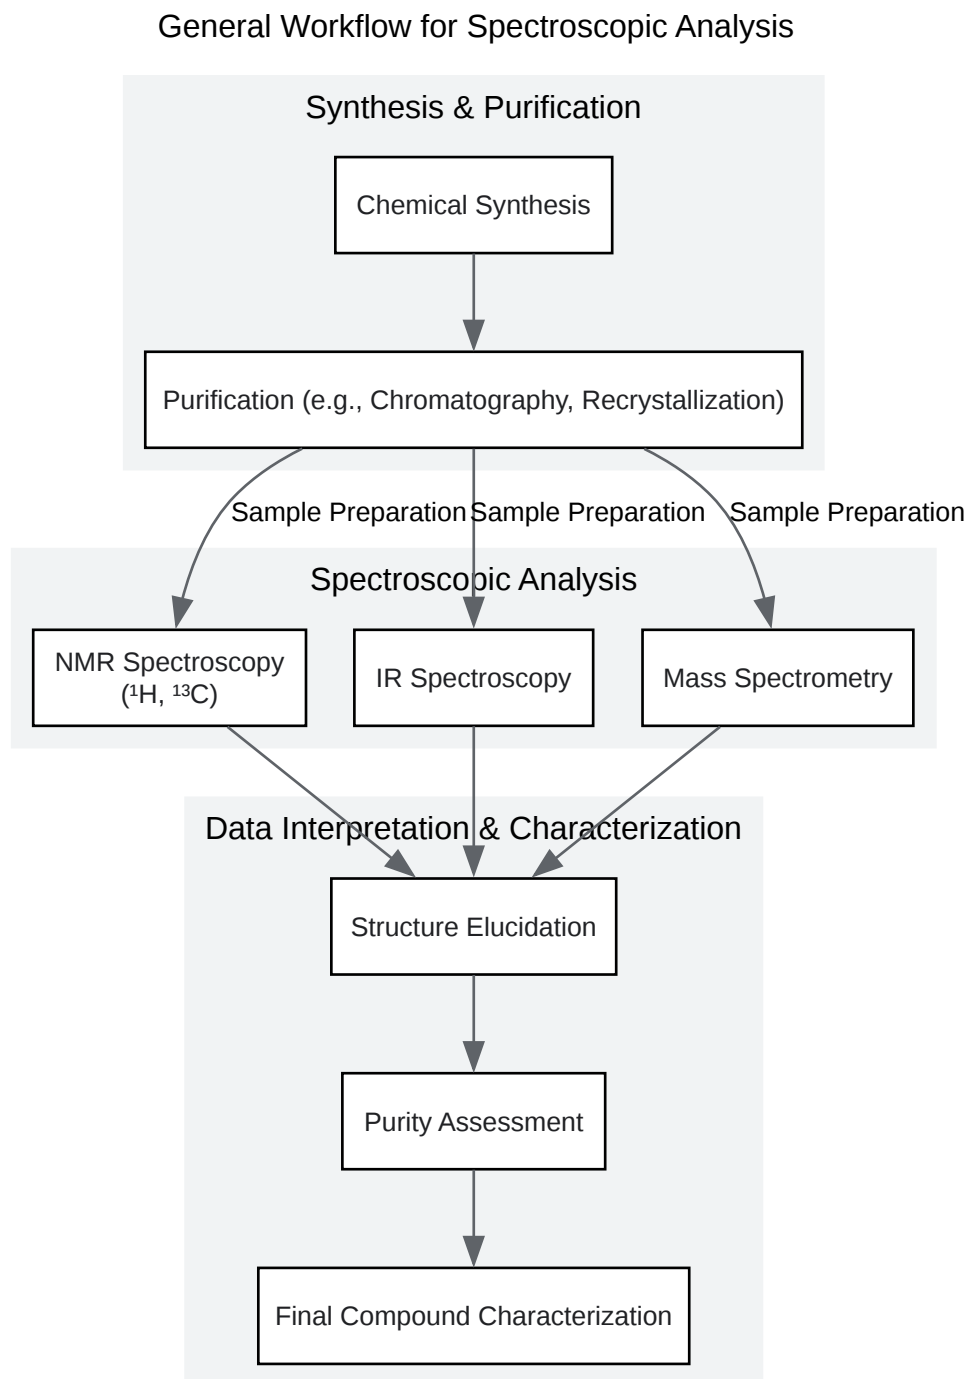 General Workflow for Spectroscopic Analysis
Synthesis & Purification
Chemical Synthesis
Purification (e.g., Chromatography, Recrystallization)
Sample Preparation
Sample Preparation
Sample Preparation
Spectroscopic Analysis
NMR Spectroscopy
(¹H, ¹³C)
IR Spectroscopy
Mass Spectrometry
Data Interpretation & Characterization
Structure Elucidation
Purity Assessment
Final Compound Characterization